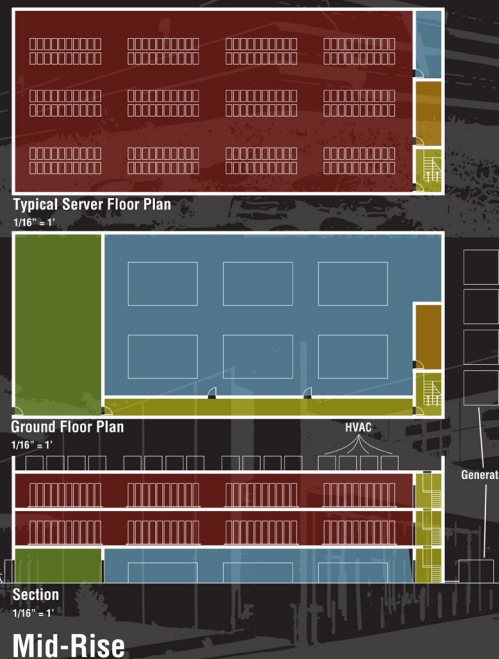 Typical Server Floor Plan
1/16" = 1'
Ground Floor Plan
1/16" = 1'
HVAC
Generat
Section
1/16" = 1'
Mid-Rise